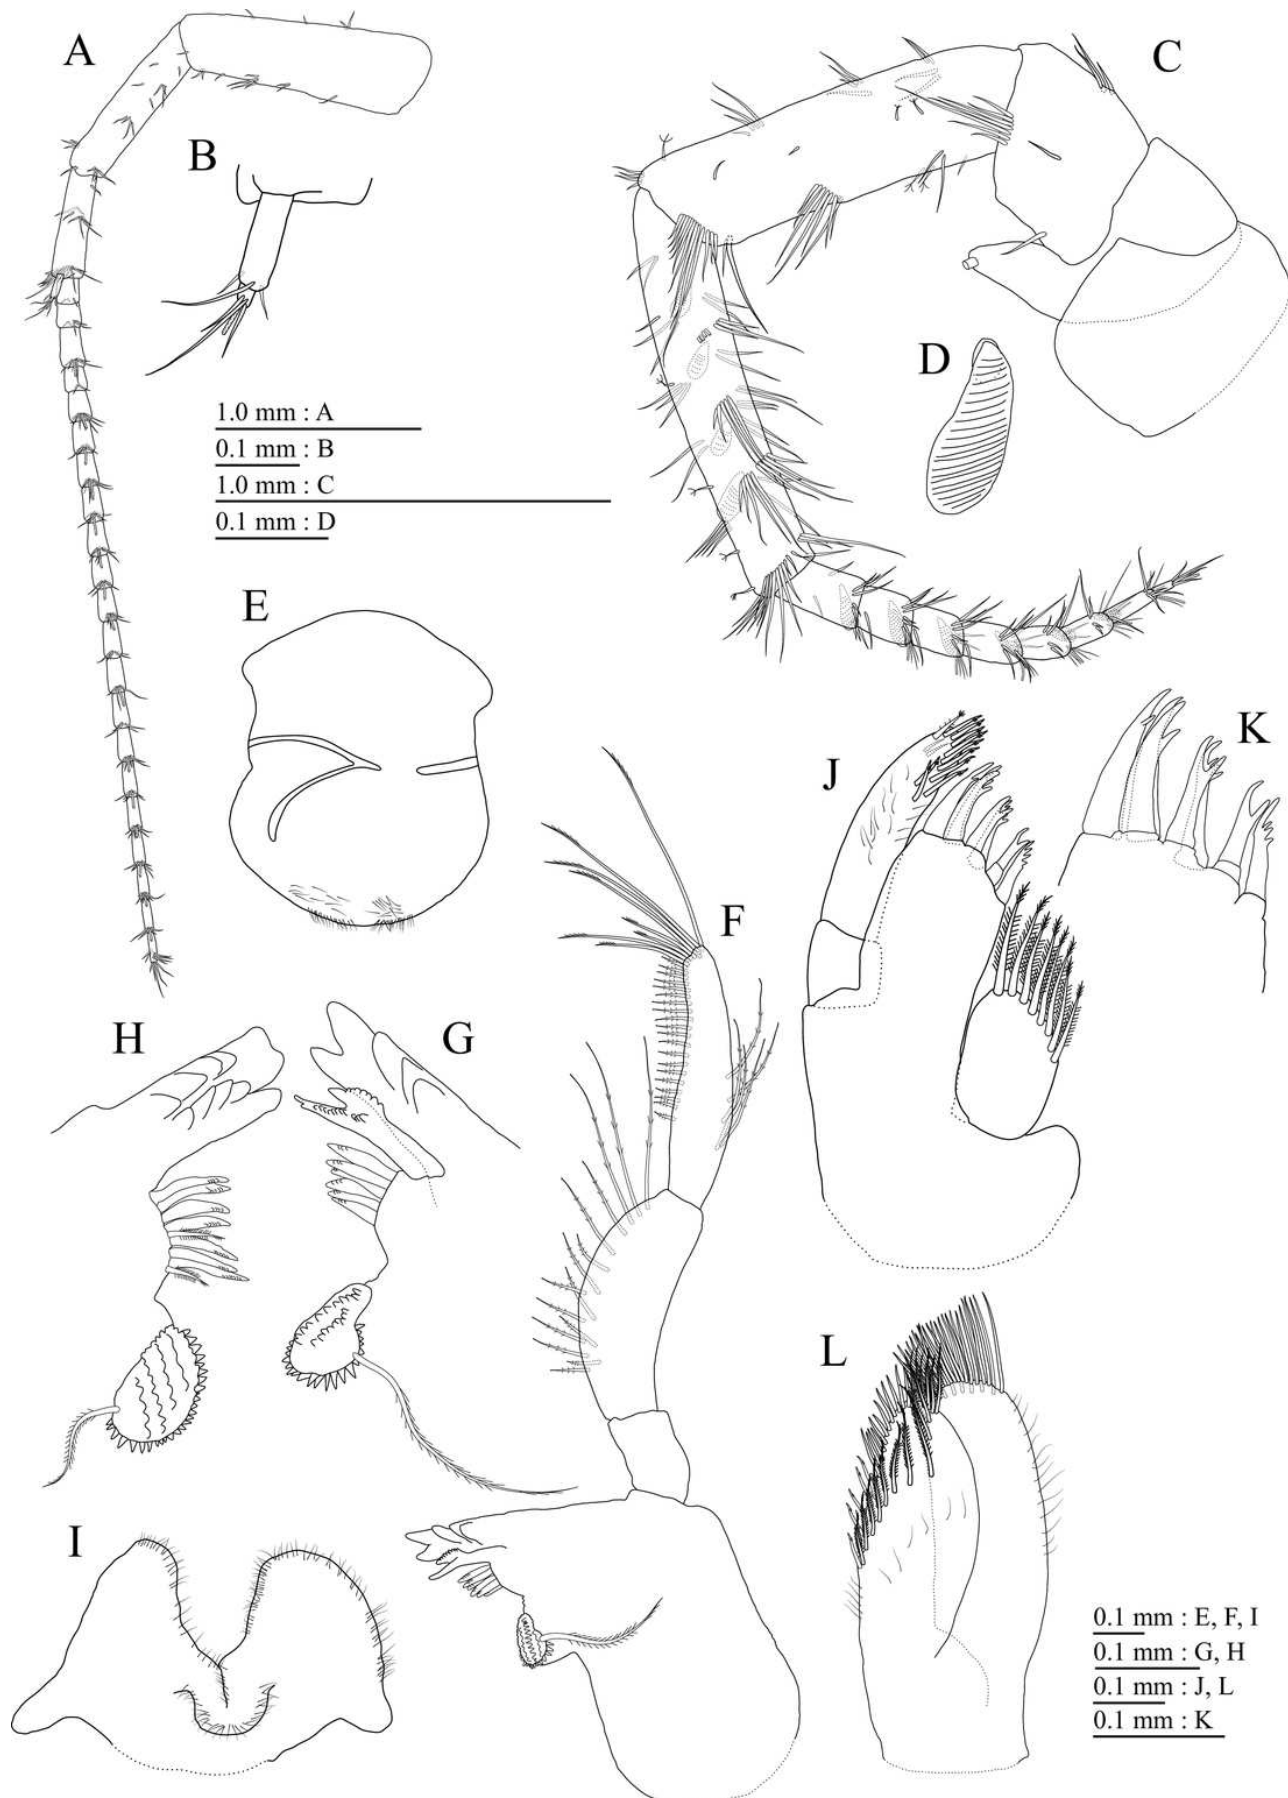 A
C
B
D
1.0 mm : A
0.1 mm : B
1.0 mm : C
0.1 mm : D
E
K
J
F
H
G
L
I
0.1 mm : E, F, I
0.1 mm : G, H
0.1 mm : J, L
0.1 mm : K